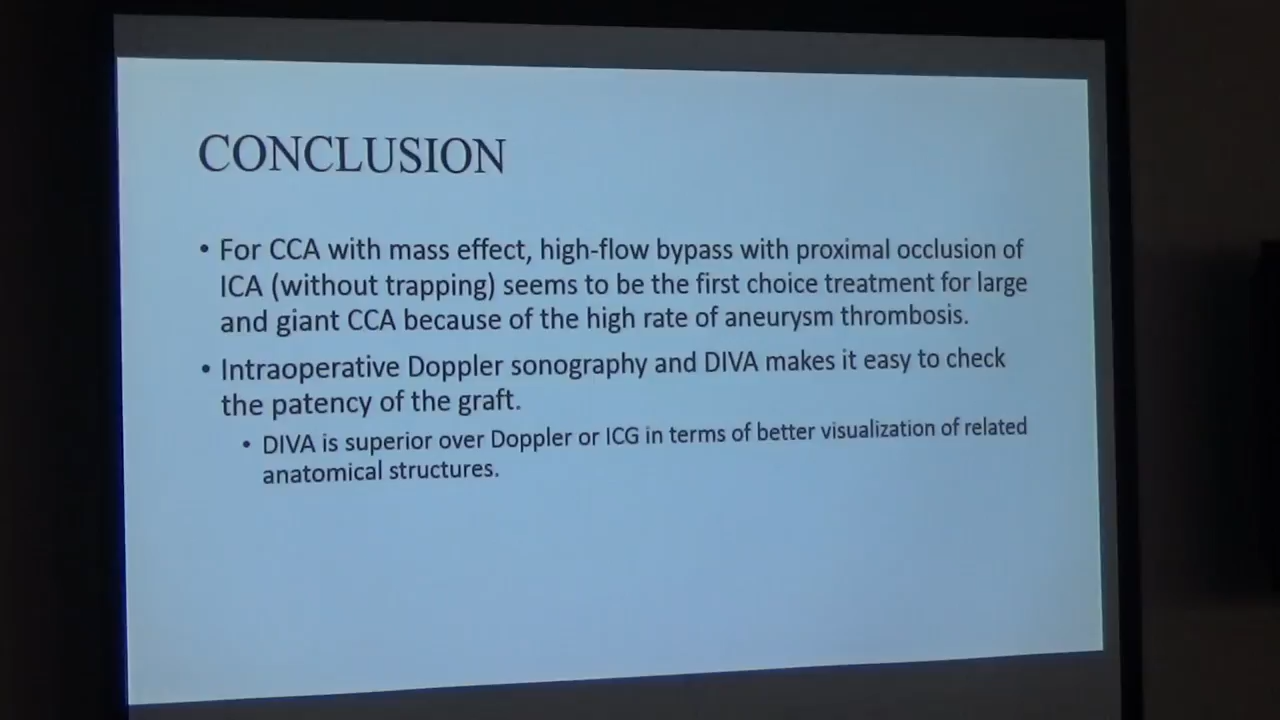 CONCLUSION
• For CCA with mass effect, high-flow bypass with proximal occlusion of
ICA (without trapping) seems to be the first choice treatment for large
and giant CCA because of the high rate of aneurysm thrombosis.
• Intraoperative Doppler sonography and DIVA makes it easy to check
the patency of the graft.
• DIVA is superior over Doppler or ICG in terms of better visualization of related
anatomical structures.